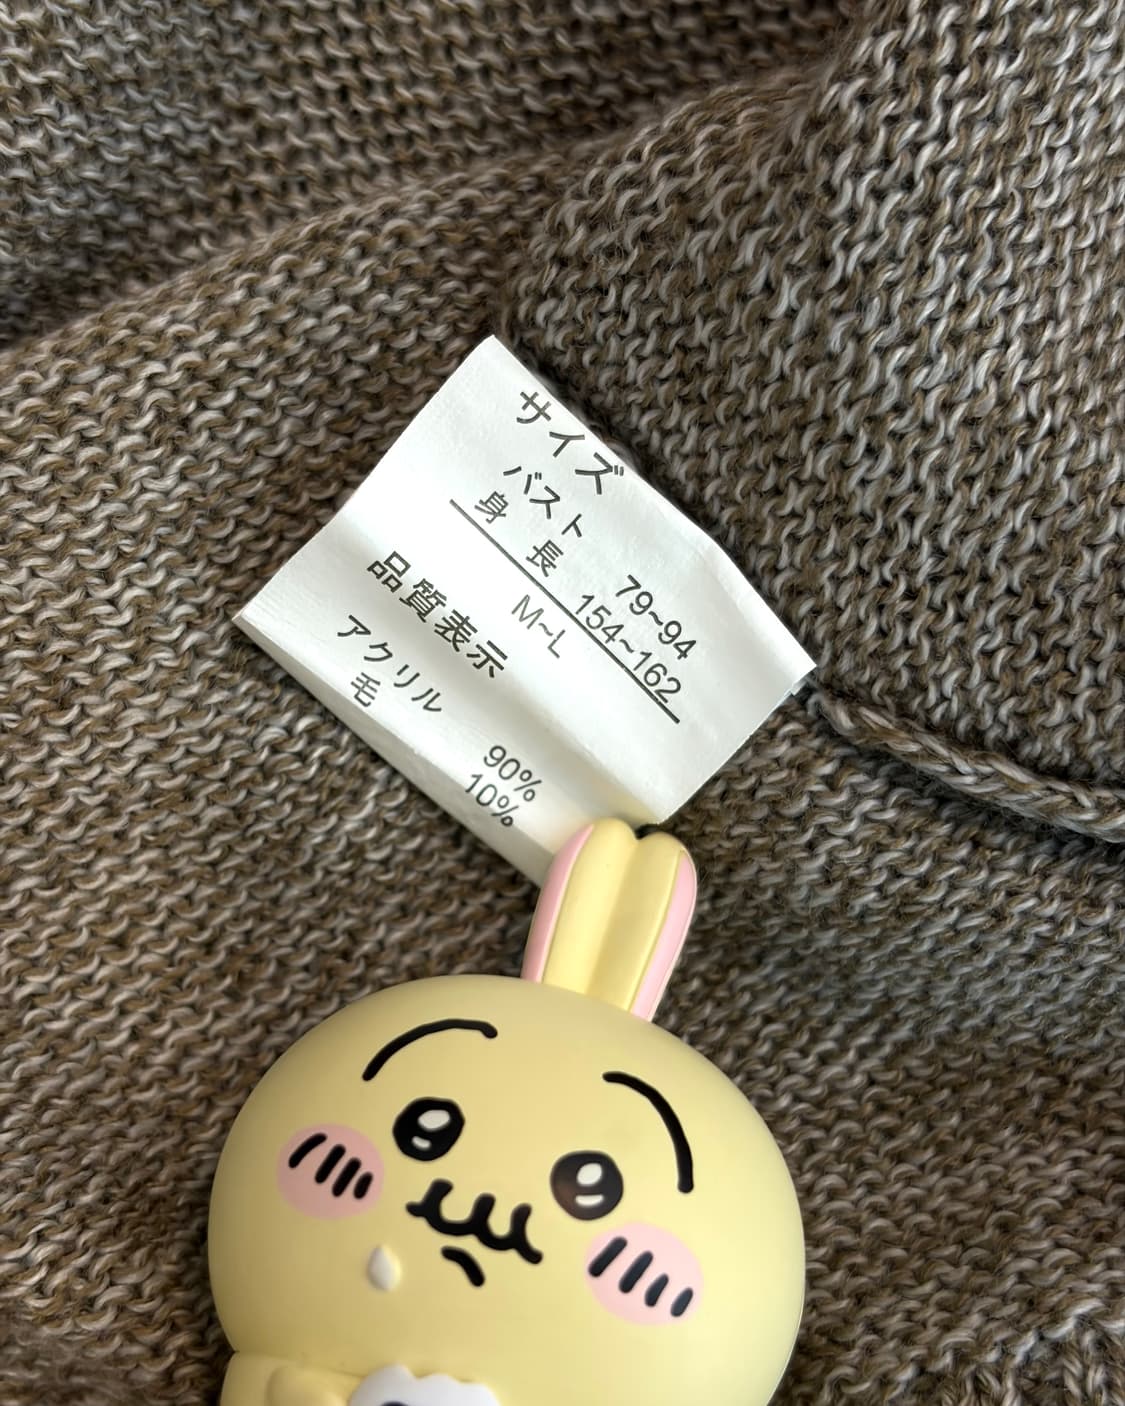 サイズ
バスト 79~94
身 長 154~162
M~L
品質表示
アクリル 90%
毛 10%